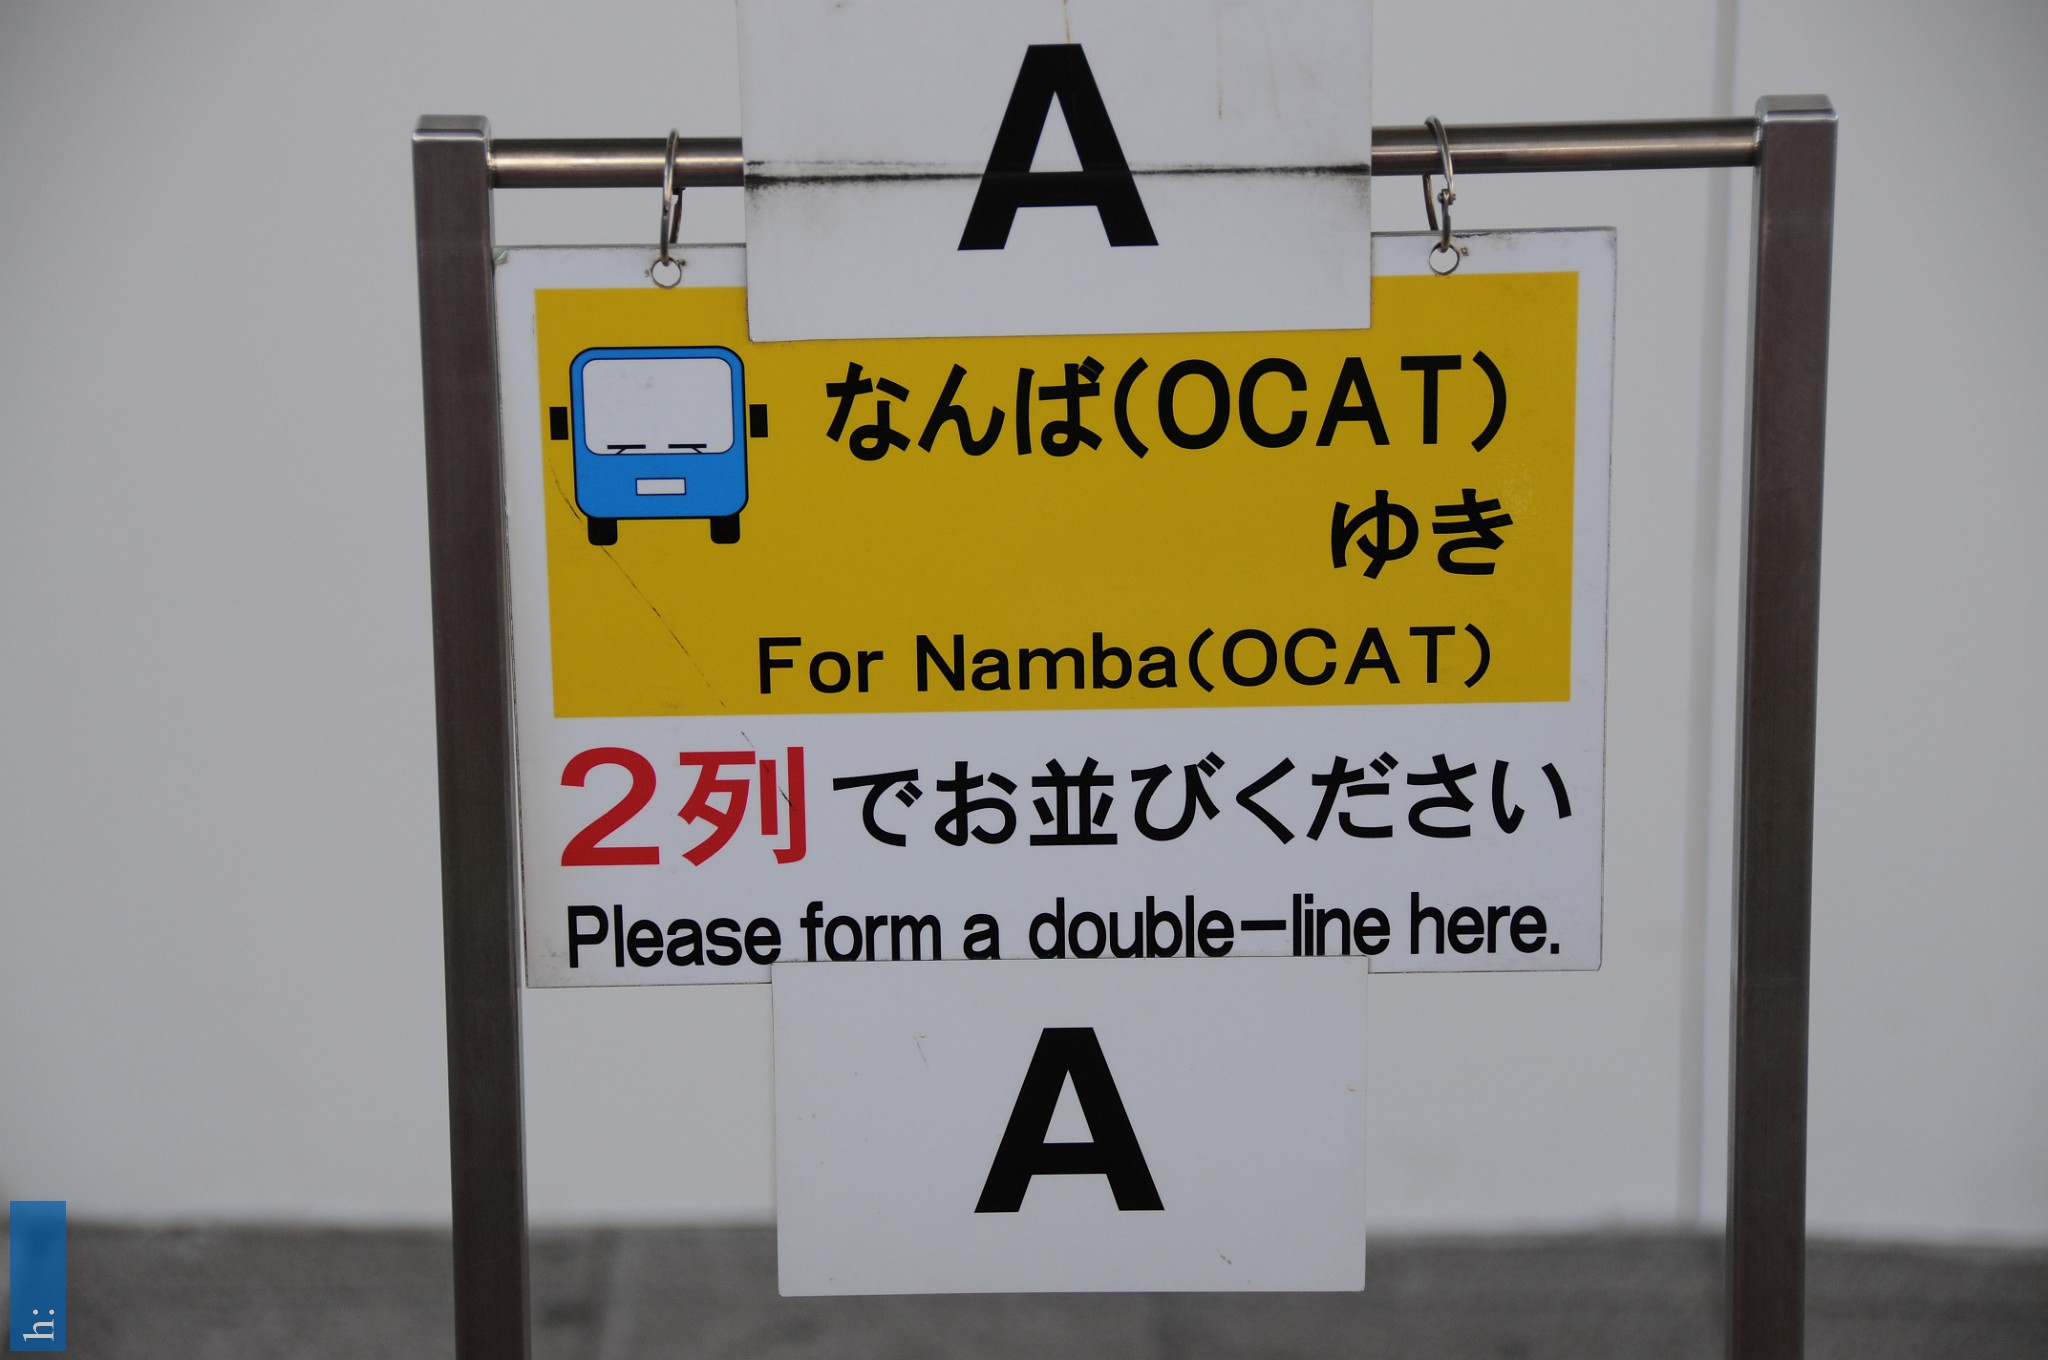 A
なんば(OCAT)
ゆき
For Namba(OCAT)
2列でお並びください
Please form a double-line here.
A
h: